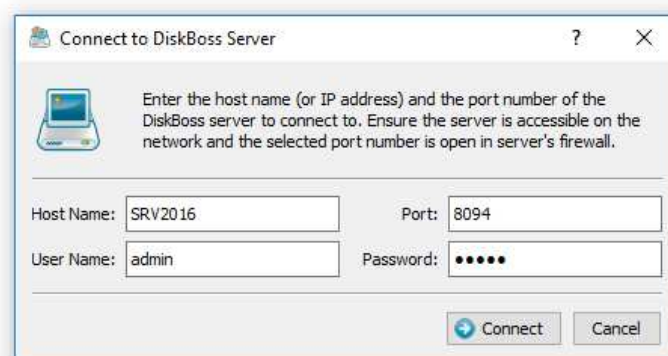 Connect to DiskBoss Server
?
Enter the host name (or IP address) and the port number of the
DiskBoss server to connect to. Ensure the server is accessible on the
network and the selected port number is open in server's firewall.
Host Name: SRV2016 Port: 8094
User Name: admin Password: •••••
Connect Cancel